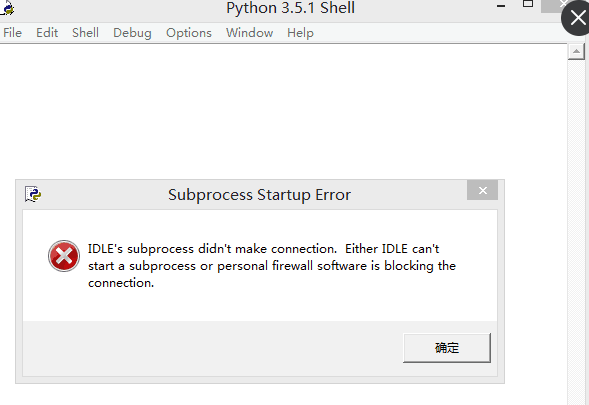 Python 3.5.1 Shell
File Edit Shell Debug Options Window Help
Subprocess Startup Error
IDLE's subprocess didn't make connection. Either IDLE can't
start a subprocess or personal firewall software is blocking the
connection.
确定